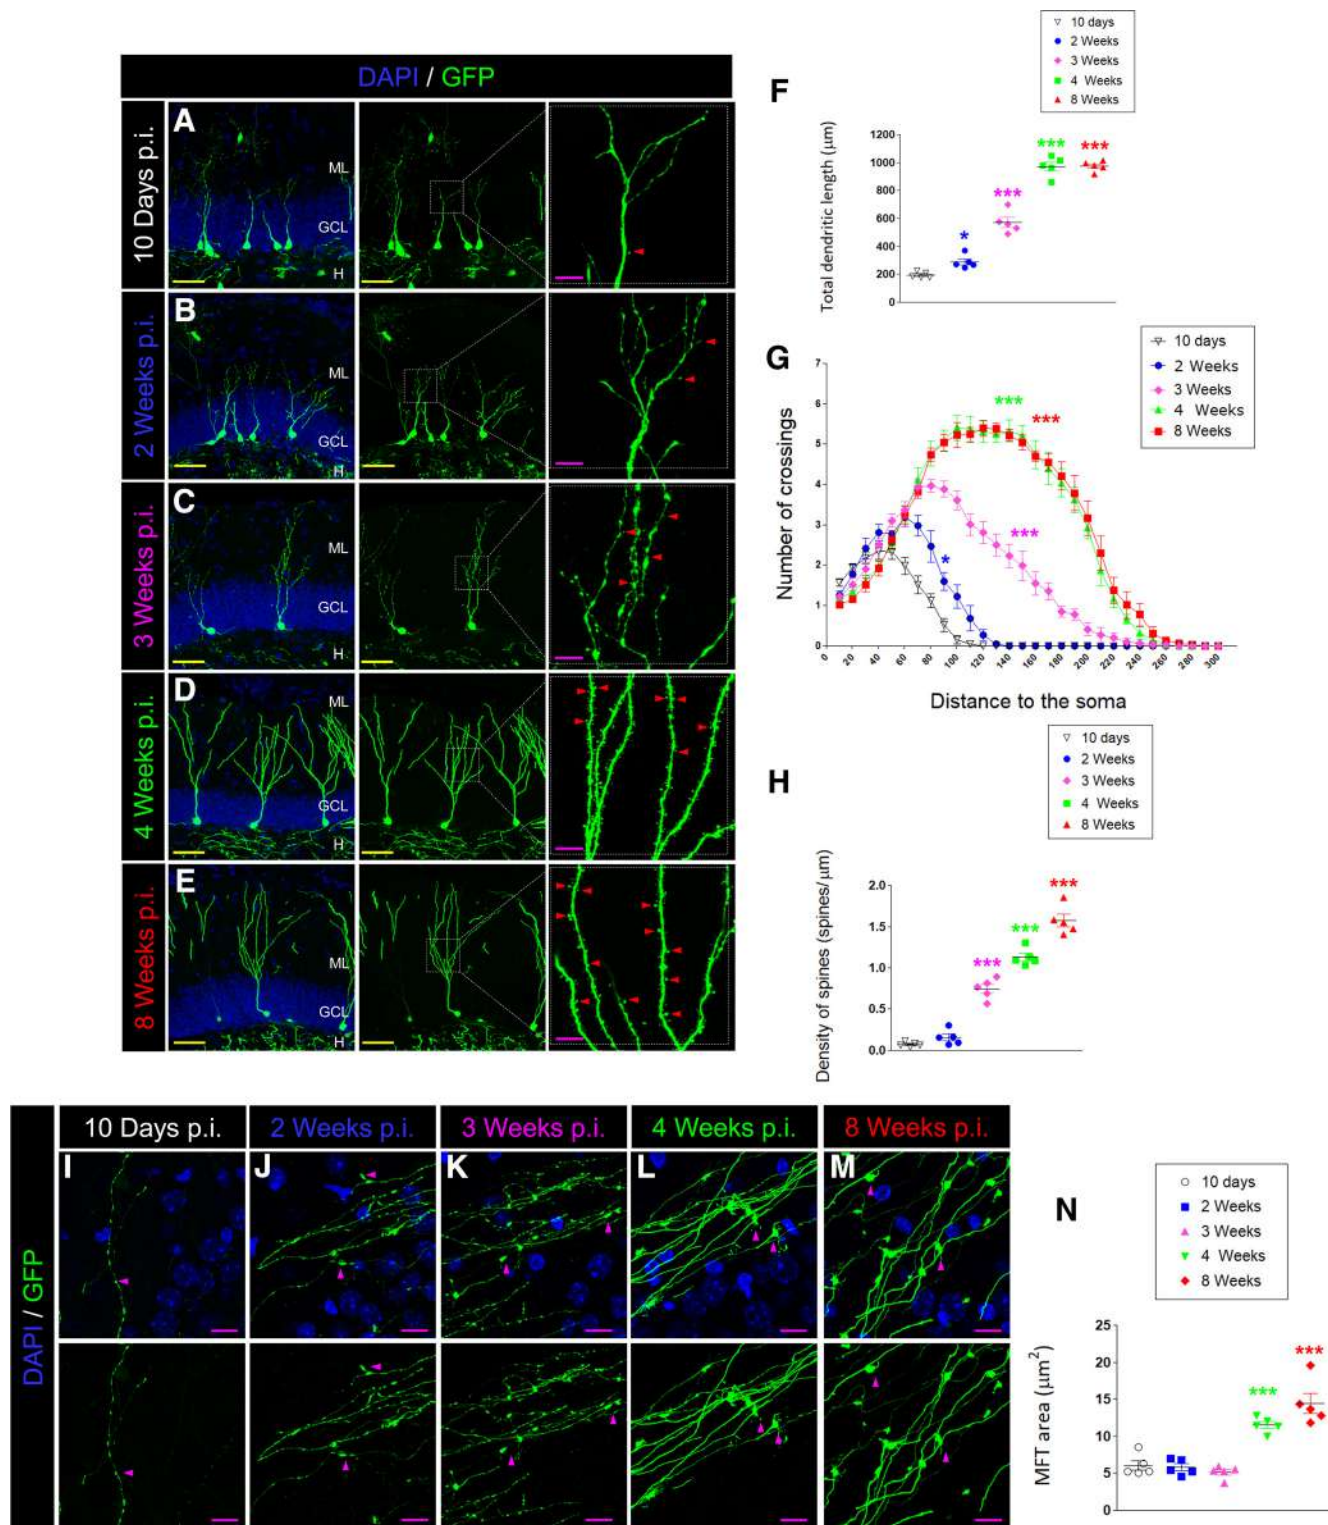 DAPI / GFP
10 Days p.i.
A
ML
GCL
H
2 Weeks p.i.
B
ML
GCL
H
3 Weeks p.i.
C
ML
GCL
H
4 Weeks p.i.
D
ML
GCL
H
8 Weeks p.i.
E
ML
GCL
H
F
10 days
2 Weeks
3 Weeks
4 Weeks
8 Weeks
Total dendritic length (μm)
1200
1000
800
600
400
200
0
*
***
***
***
G
10 days
2 Weeks
3 Weeks
4 Weeks
8 Weeks
Number of crossings
7
6
5
4
3
2
1
0
***
***
***
*
0 20 40 60 80 100 120 140 160 180 200 220 240 260 280 300
Distance to the soma
H
10 days
2 Weeks
3 Weeks
4 Weeks
8 Weeks
Density of spines (spines/μm)
2.0
1.5
1.0
0.5
0.0
***
***
***
DAPI / GFP
10 Days p.i.
2 Weeks p.i.
3 Weeks p.i.
4 Weeks p.i.
8 Weeks p.i.
I
J
K
L
M
N
10 days
2 Weeks
3 Weeks
4 Weeks
8 Weeks
MFT area (μm²)
25
20
15
10
5
0
***
***